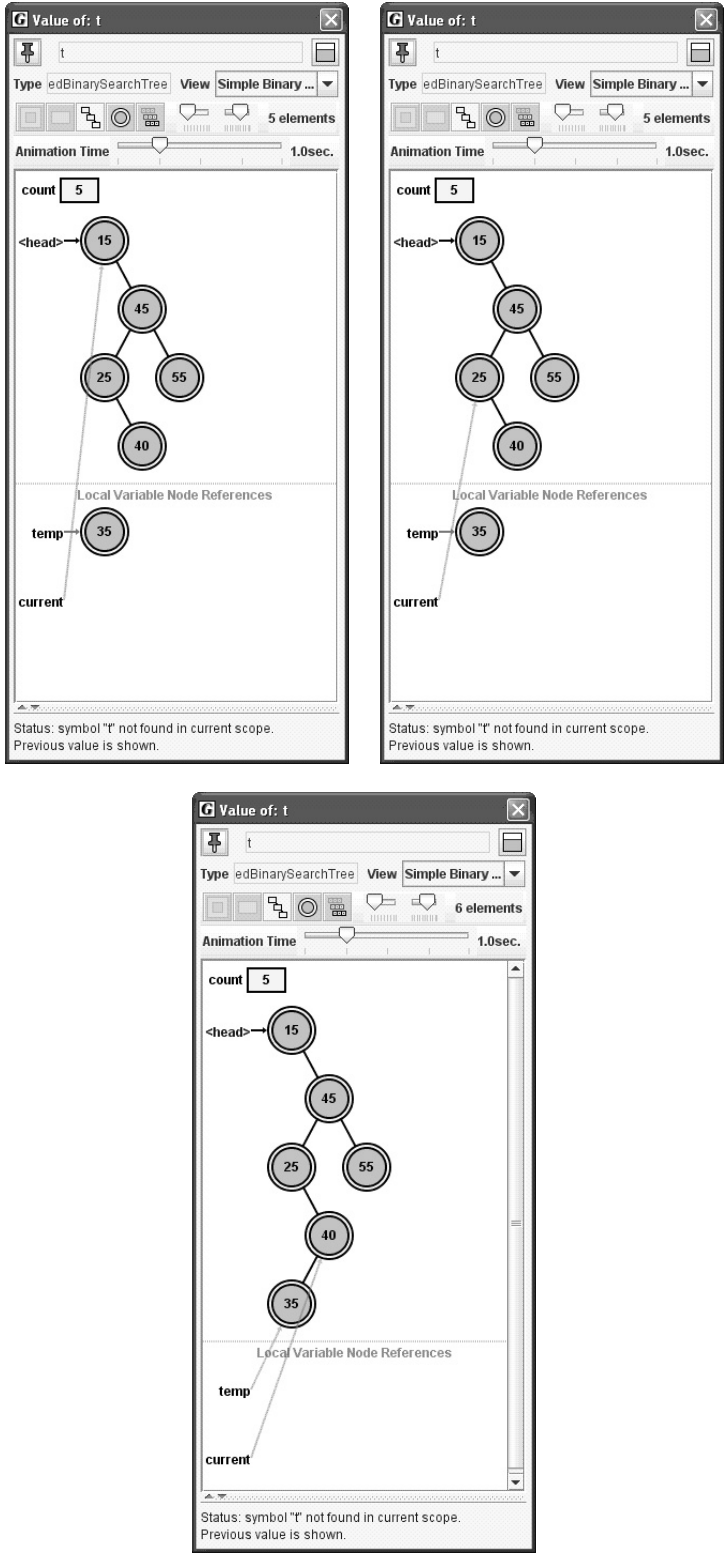 G Value of: t
t
Type edBinarySearchTree View Simple Binary ...
5 elements
Animation Time 1.0sec.
count 5
<head> 15
45
25 55
40
Local Variable Node References
temp 35
current
Status: symbol "t" not found in current scope.
Previous value is shown.
G Value of: t
t
Type edBinarySearchTree View Simple Binary ...
5 elements
Animation Time 1.0sec.
count 5
<head> 15
45
25 55
40
Local Variable Node References
temp 35
current
Status: symbol "t" not found in current scope.
Previous value is shown.
G Value of: t
t
Type edBinarySearchTree View Simple Binary ...
6 elements
Animation Time 1.0sec.
count 5
<head> 15
45
25 55
40
35
Local Variable Node References
temp
current
Status: symbol "t" not found in current scope.
Previous value is shown.